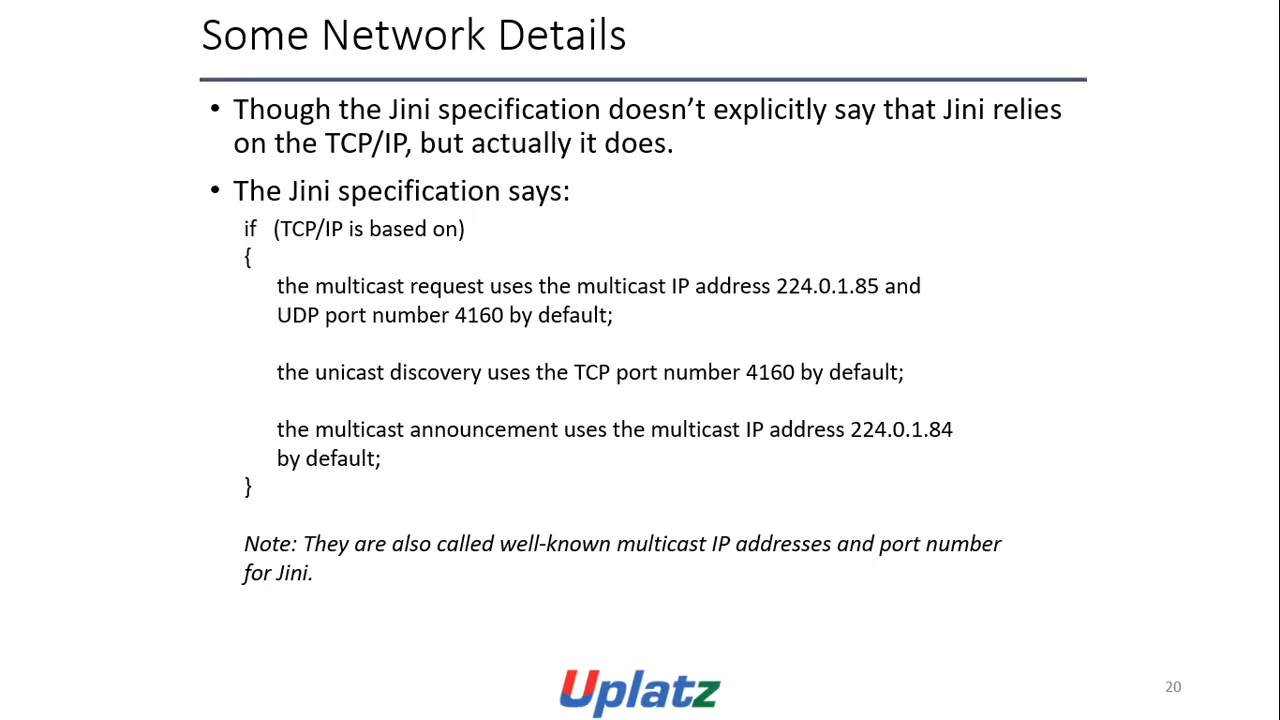 Some Network Details
• Though the Jini specification doesn’t explicitly say that Jini relies
on the TCP/IP, but actually it does.
• The Jini specification says:
if (TCP/IP is based on)
{
the multicast request uses the multicast IP address 224.0.1.85 and
UDP port number 4160 by default;
the unicast discovery uses the TCP port number 4160 by default;
the multicast announcement uses the multicast IP address 224.0.1.84
by default;
}
Note: They are also called well-known multicast IP addresses and port number
for Jini.
Uplatz
20